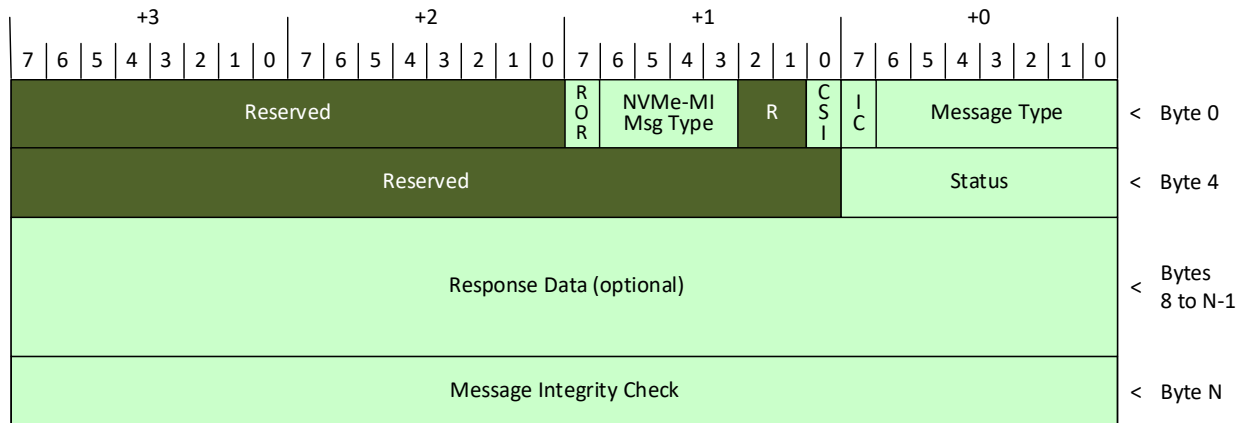 +3 +2 +1 +0
7 6 5 4 3 2 1 0 7 6 5 4 3 2 1 0 7 6 5 4 3 2 1 0 7 6 5 4 3 2 1 0
Reserved
R
O
R
NVMe-MI
Msg Type
R
C
S
I
I
C
Message Type
< Byte 0
Reserved
Status
< Byte 4
Response Data (optional)
< Bytes
8 to N-1
Message Integrity Check
< Byte N